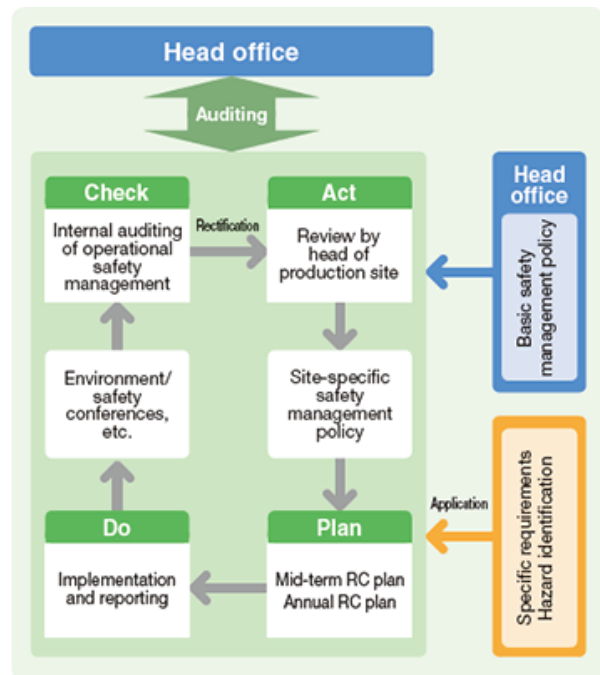 Head office
Auditing
Check
Internal auditing
of operational
safety
management
Rectification
Act
Review by
head of
production site
Head
office
Basic safety
management policy
Environment/
safety
conferences,
etc.
Site-specific
safety
management
policy
Do
Implementation
and reporting
Plan
Mid-term RC plan
Annual RC plan
Application
Specific requirements
Hazard identification